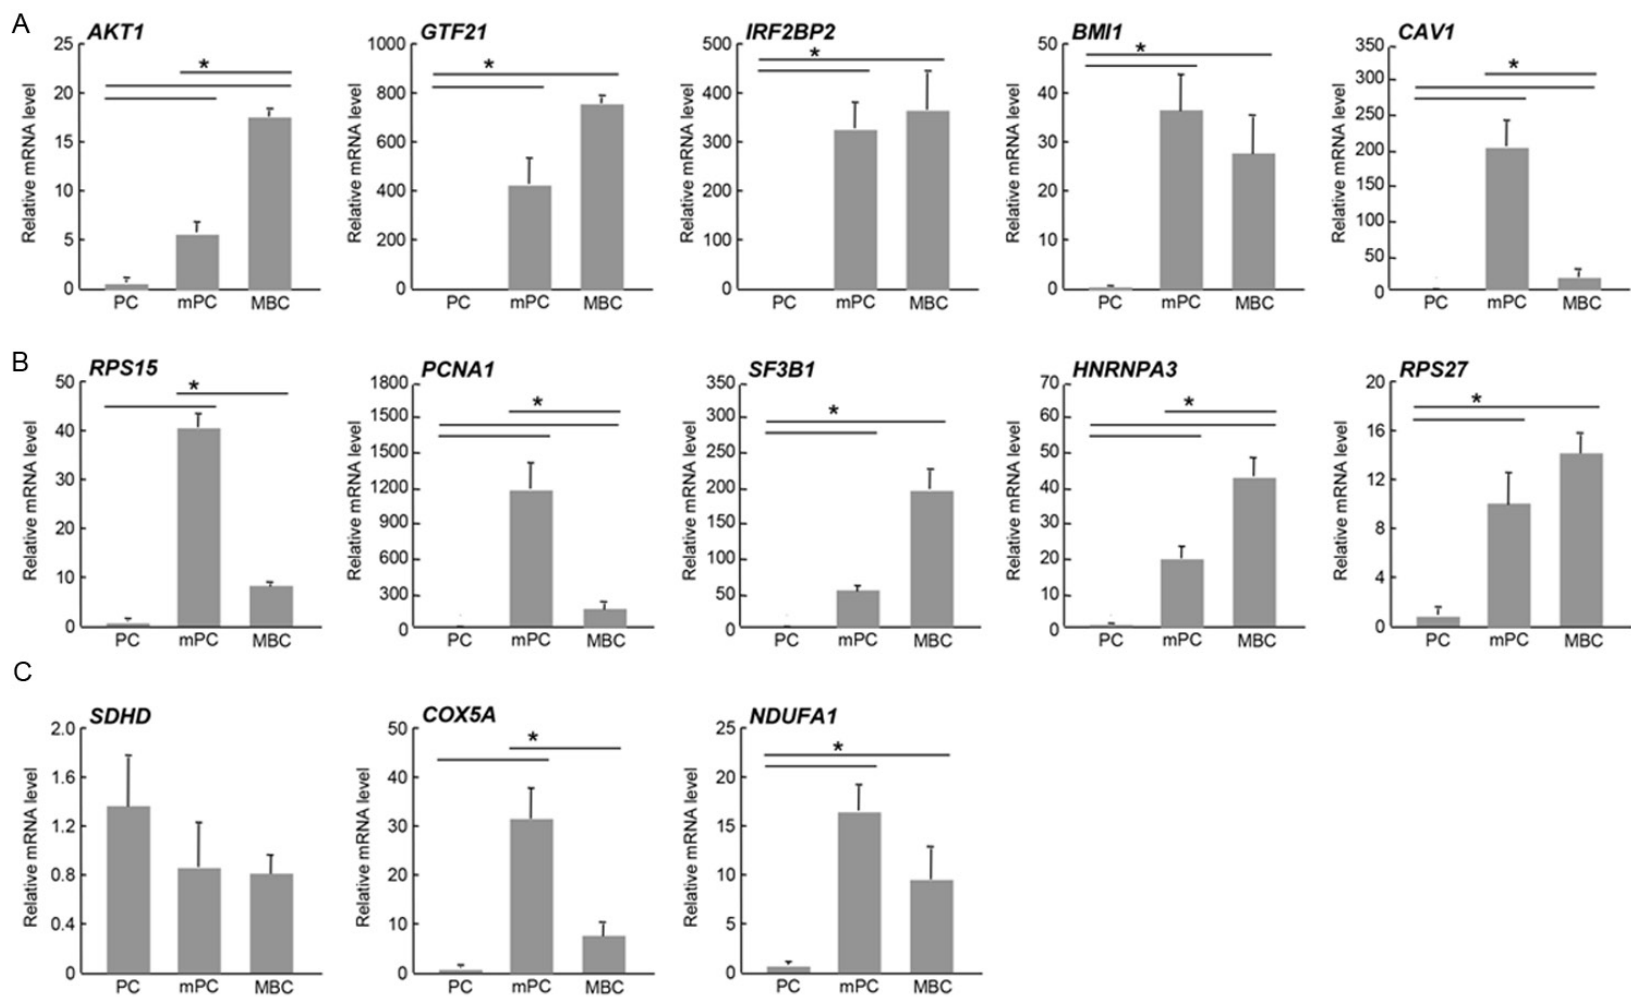 A
AKT1
Relative mRNA level
25
20
15
10
5
0
*
PC
mPC
MBC
GTF21
Relative mRNA level
1000
800
600
400
200
0
*
PC
mPC
MBC
IRF2BP2
Relative mRNA level
500
400
300
200
100
0
*
PC
mPC
MBC
BMI1
Relative mRNA level
50
40
30
20
10
0
*
PC
mPC
MBC
CAV1
Relative mRNA level
350
300
250
200
150
100
50
0
*
PC
mPC
MBC
B
RPS15
Relative mRNA level
50
40
30
20
10
0
*
PC
mPC
MBC
PCNA1
Relative mRNA level
1800
1500
1500
1200
900
600
300
0
*
PC
mPC
MBC
SF3B1
Relative mRNA level
350
300
250
200
150
100
50
0
*
PC
mPC
MBC
HNRNPA3
Relative mRNA level
70
60
50
40
30
20
10
0
*
PC
mPC
MBC
RPS27
Relative mRNA level
20
16
12
8
4
0
*
PC
mPC
MBC
C
SDHD
Relative mRNA level
2.0
1.6
1.2
0.8
0.4
0
PC
mPC
MBC
COX5A
Relative mRNA level
50
40
30
20
10
0
*
PC
mPC
MBC
NDUFA1
Relative mRNA level
25
20
15
10
5
0
*
PC
mPC
MBC